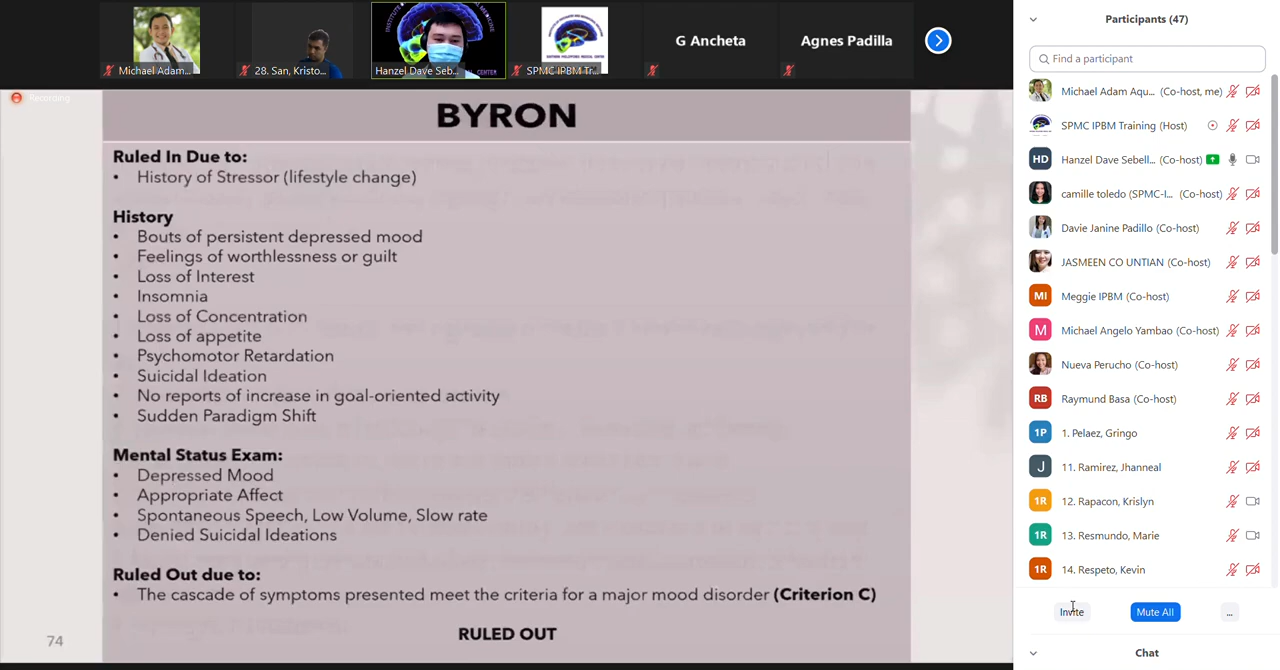 Michael Adam...
28. San, Kristo...
Hanzel Dave Seb...
SPMC IPBM Tr...
G Ancheta
Agnes Padilla
Recording
BYRON
Ruled In Due to:
• History of Stressor (lifestyle change)
History
• Bouts of persistent depressed mood
• Feelings of worthlessness or guilt
• Loss of Interest
• Insomnia
• Loss of Concentration
• Loss of appetite
• Psychomotor Retardation
• Suicidal Ideation
• No reports of increase in goal-oriented activity
• Sudden Paradigm Shift
Mental Status Exam:
• Depressed Mood
• Appropriate Affect
• Spontaneous Speech, Low Volume, Slow rate
• Denied Suicidal Ideations
Ruled Out due to:
• The cascade of symptoms presented meet the criteria for a major mood disorder (Criterion C)
RULED OUT
74
Participants (47)
Find a participant
Michael Adam Aqu... (Co-host, me)
SPMC IPBM Training (Host)
HD Hanzel Dave Sebell... (Co-host)
camille toledo (SPMC-I... (Co-host)
Davie Janine Padillo (Co-host)
JASMEEN CO UNTIAN (Co-host)
MI Meggie IPBM (Co-host)
M Michael Angelo Yambao (Co-host)
Nueva Perucho (Co-host)
RB Raymund Basa (Co-host)
1P 1. Pelaez, Gringo
J 11. Ramirez, Jhanneal
1R 12. Rapacon, Krislyn
1R 13. Resmundo, Marie
1R 14. Respeto, Kevin
Invite
Mute All
...
Chat